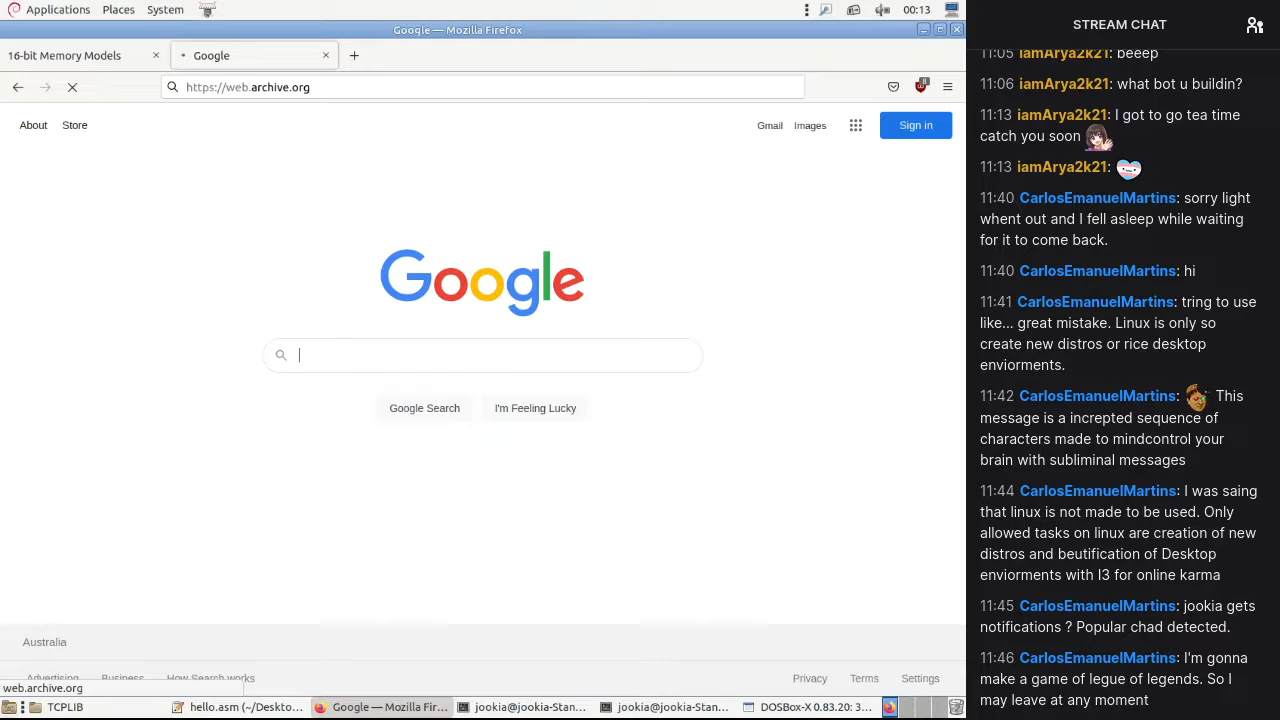 Applications Places System
00:13
Google — Mozilla Firefox
16-bit Memory Models
Google
https://web.archive.org
8
About Store
Gmail Images
Sign in
Google
Google Search
I'm Feeling Lucky
Australia
Advertising Business How Search works
Privacy Terms Settings
web.archive.org
TCPLIB
hello.asm (~/Deskto...
Google — Mozilla Fir...
jookia@jookia-Stan...
jookia@jookia-Stan...
DOSBox-X 0.83.20: 3...
STREAM CHAT
11:05 iamArya2k21: beeep
11:06 iamArya2k21: what bot u buildin?
11:13 iamArya2k21: I got to go tea time
catch you soon
11:13 iamArya2k21:
11:40 CarlosEmanuelMartins: sorry light
whent out and I fell asleep while waiting
for it to come back.
11:40 CarlosEmanuelMartins: hi
11:41 CarlosEmanuelMartins: tring to use
like... great mistake. Linux is only so
create new distros or rice desktop
enviorments.
11:42 CarlosEmanuelMartins: This
message is a increpted sequence of
characters made to mindcontrol your
brain with subliminal messages
11:44 CarlosEmanuelMartins: I was saing
that linux is not made to be used. Only
allowed tasks on linux are creation of new
distros and beutification of Desktop
enviorments with I3 for online karma
11:45 CarlosEmanuelMartins: jookia gets
notifications ? Popular chad detected.
11:46 CarlosEmanuelMartins: I'm gonna
make a game of legue of legends. So I
may leave at any moment